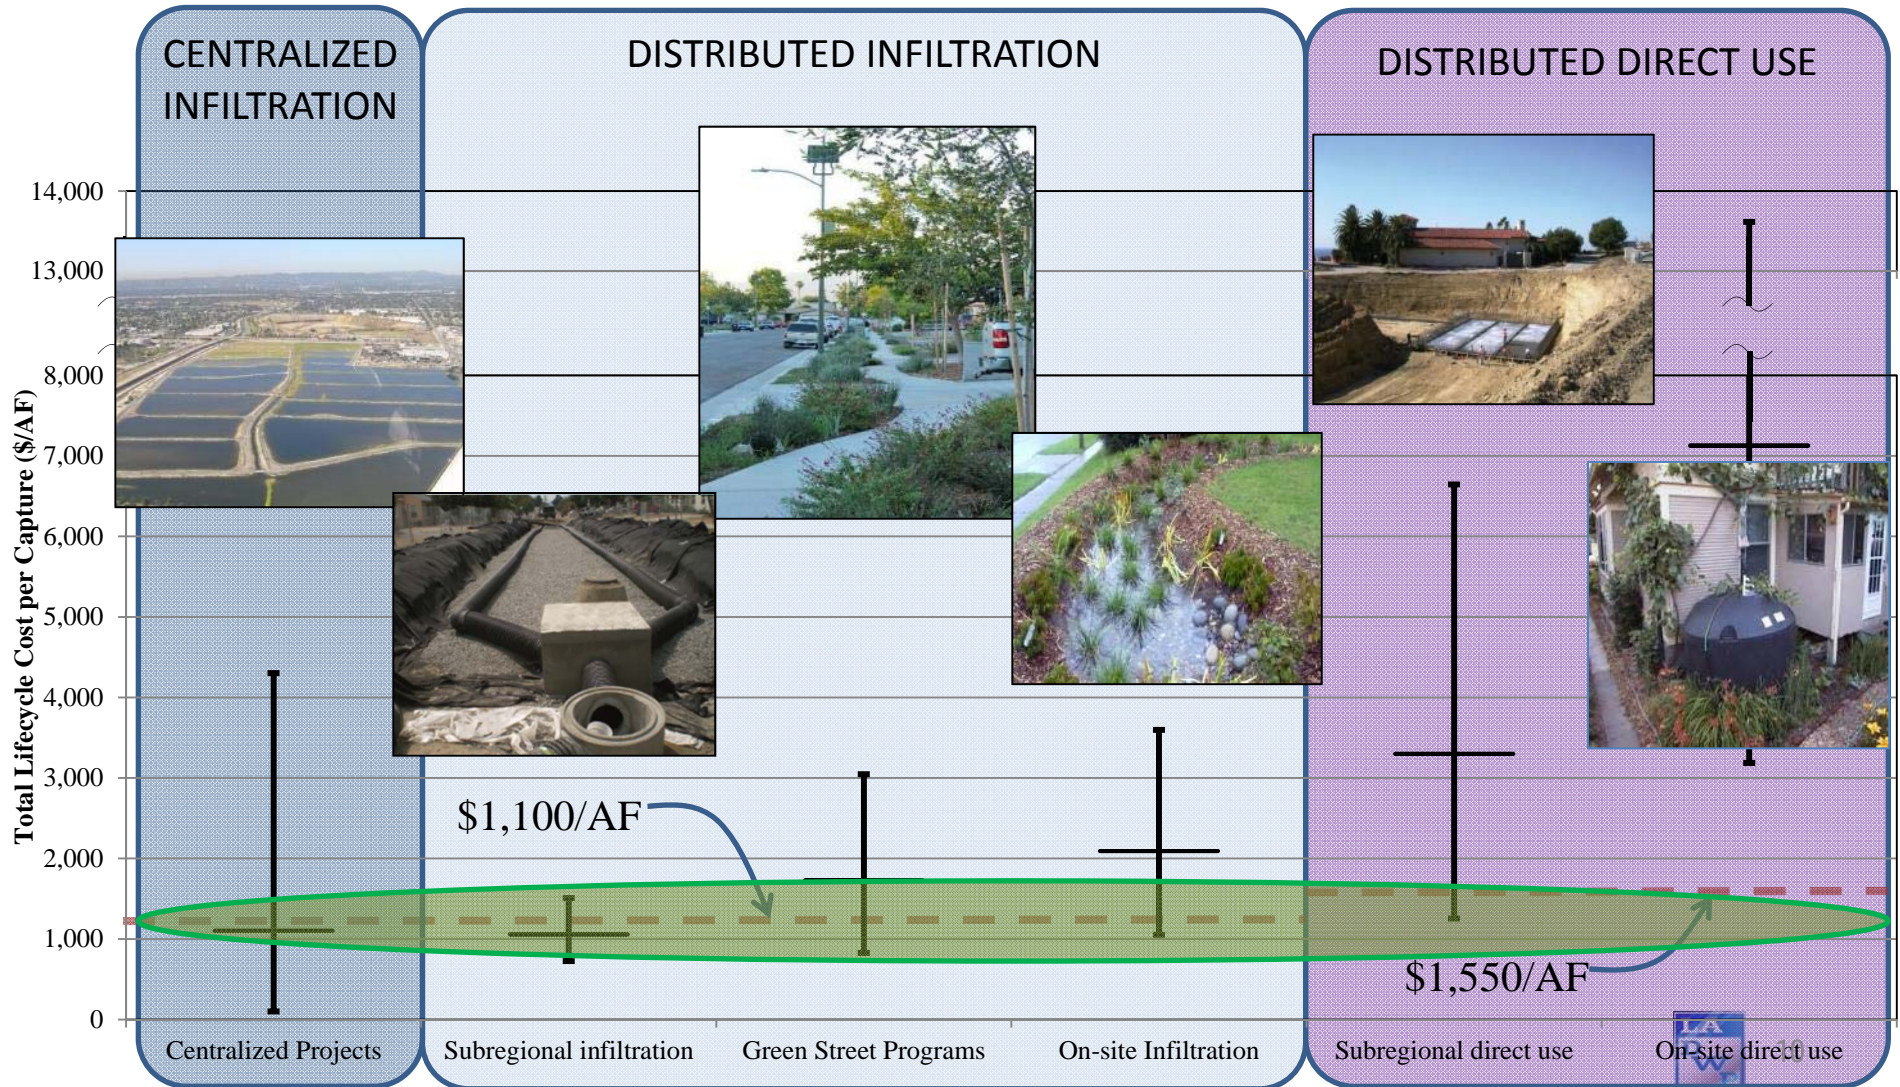 CENTRALIZED
INFILTRATION
DISTRIBUTED INFILTRATION
DISTRIBUTED DIRECT USE
Total Lifecycle Cost per Capture ($/AF)
14,000
13,000
8,000
7,000
6,000
5,000
4,000
3,000
2,000
1,000
0
$1,100/AF
$1,550/AF
Centralized Projects
Subregional infiltration
Green Street Programs
On-site Infiltration
Subregional direct use
On-site direct use
LA
10